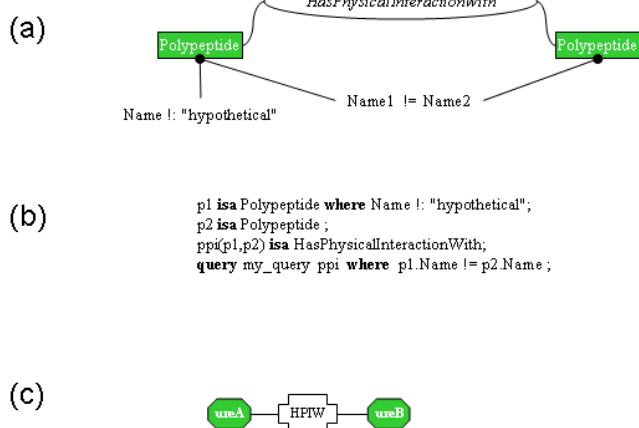 (a)
HasPhysicalInteractionWith
Polypeptide
Polypeptide
Name1 != Name2
Name !: "hypothetical"
(b)
p1 isa Polypeptide where Name !: "hypothetical";
p2 isa Polypeptide ;
ppi(p1,p2) isa HasPhysicalInteractionWith;
query my_query ppi where p1.Name != p2.Name ;
(c)
ureA
HPIW
ureB